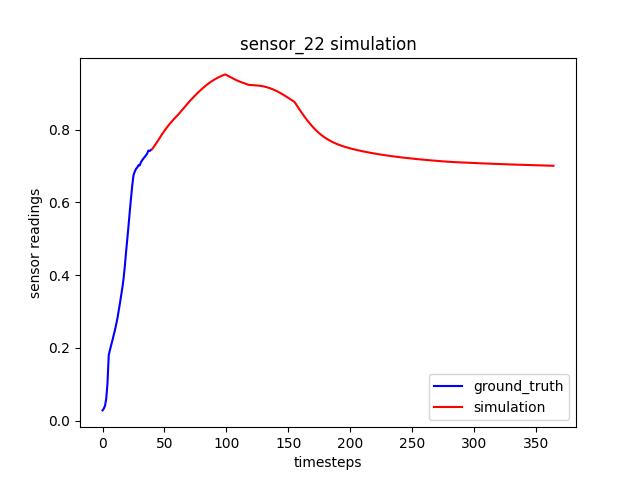 sensor_22 simulation
sensor readings
0.8
0.6
0.4
0.2
0.0
0 50 100 150 200 250 300 350
timesteps
ground_truth
simulation